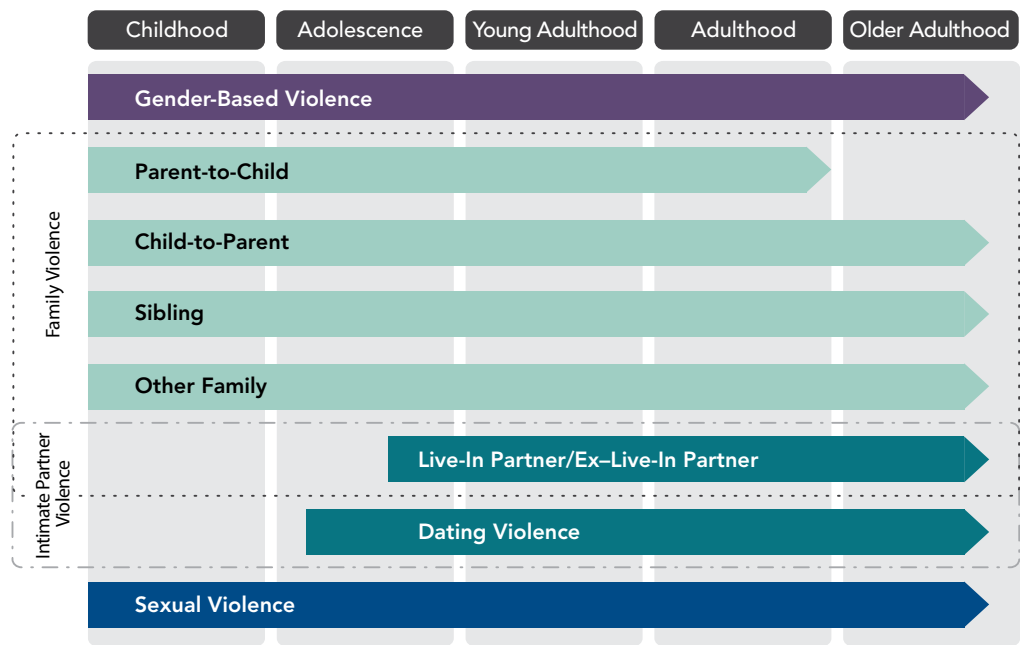 Childhood
Adolescence
Young Adulthood
Adulthood
Older Adulthood
Gender-Based Violence
Family Violence
Parent-to-Child
Child-to-Parent
Sibling
Other Family
Intimate Partner
Violence
Live-In Partner/Ex–Live-In Partner
Dating Violence
Sexual Violence